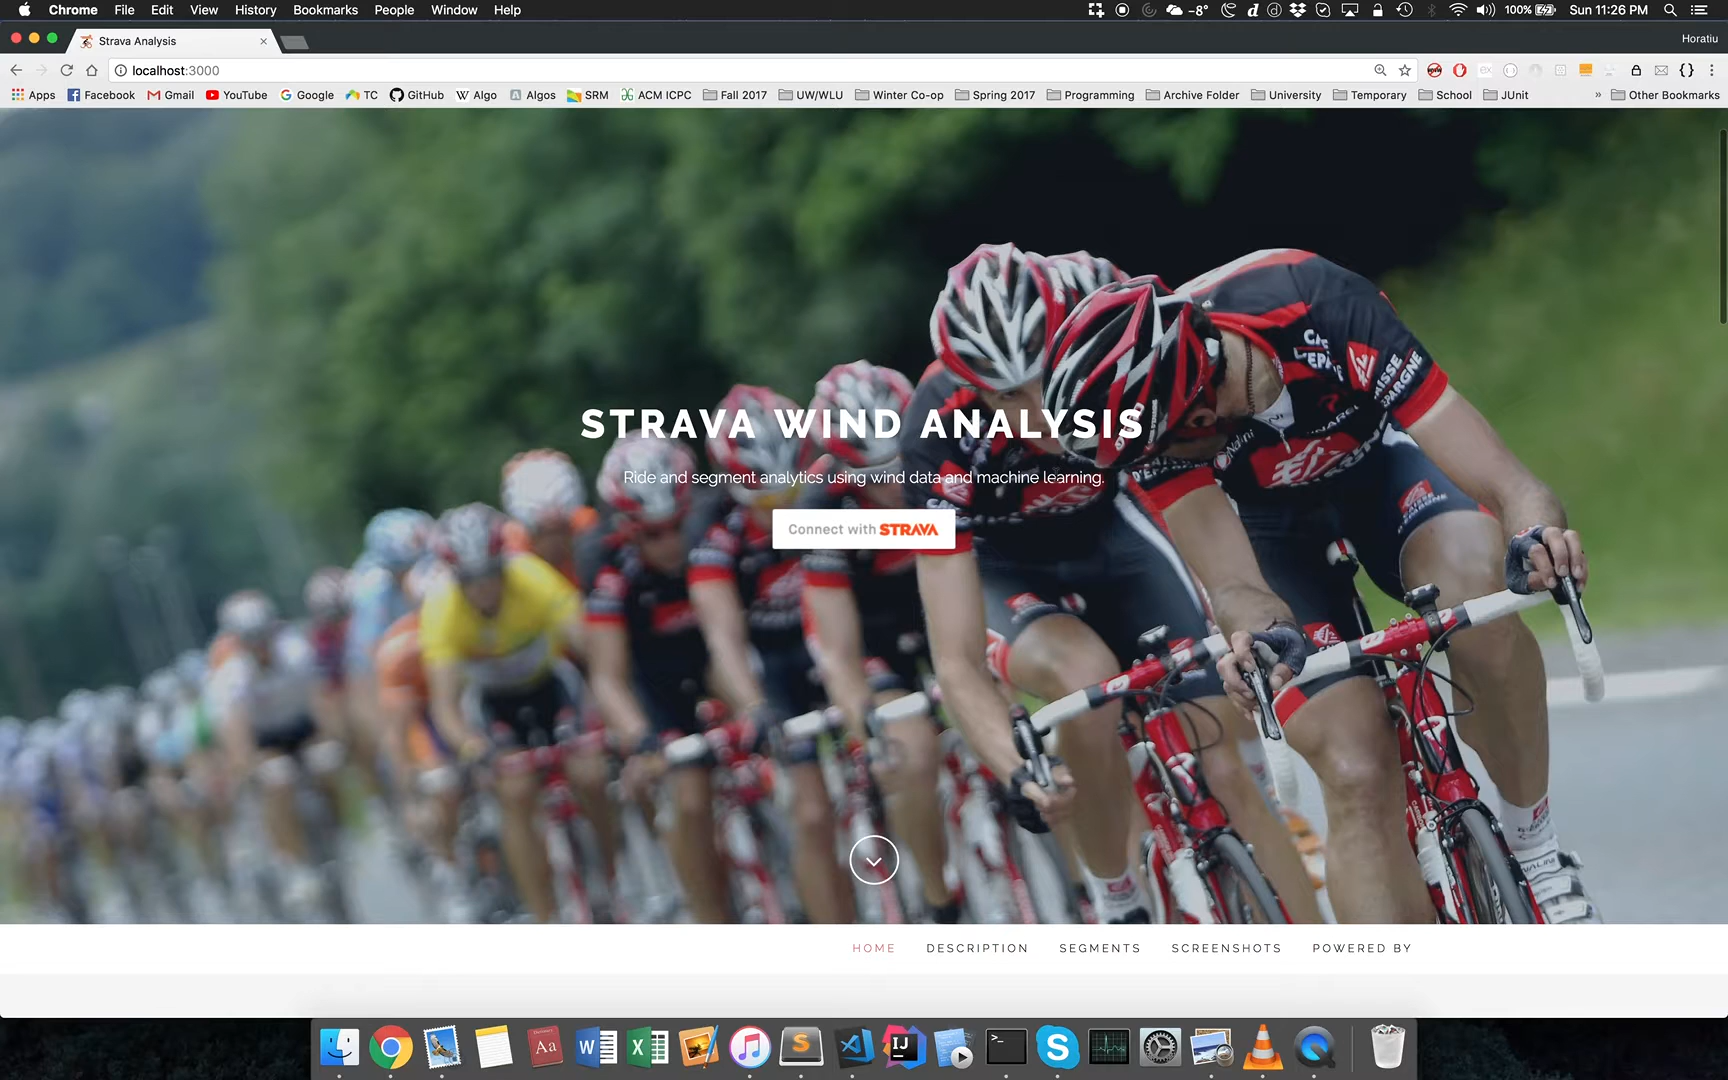 Chrome File Edit View History Bookmarks People Window Help -8° 100% Sun 11:26 PM
Strava Analysis Horatiu
localhost:3000
Apps Facebook Gmail YouTube Google TC GitHub Algo Algos SRM ACM ICPC Fall 2017 UW/WLU Winter Co-op Spring 2017 Programming Archive Folder University Temporary School JUnit » Other Bookmarks
STRAVA WIND ANALYSIS
Ride and segment analytics using wind data and machine learning.
Connect with STRAVA
HOME DESCRIPTION SEGMENTS SCREENSHOTS POWERED BY